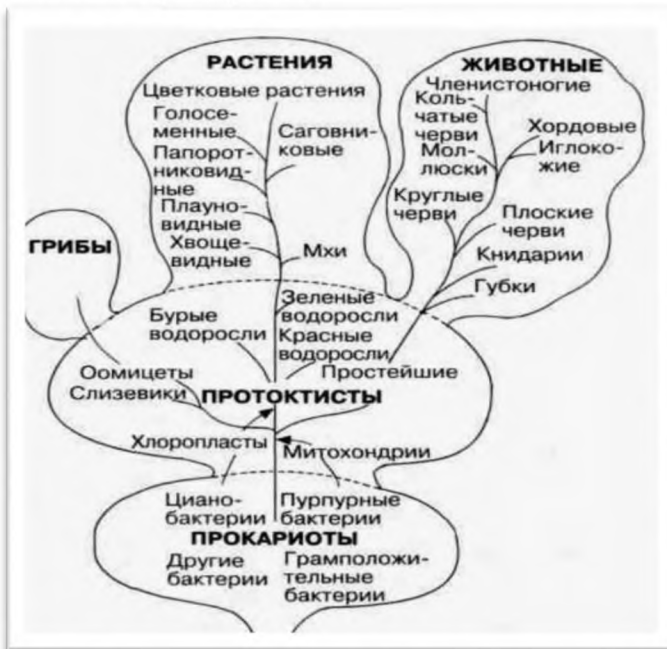 РАСТЕНИЯ
Цветковые растения
Голосе-
менные
Саговни-
ковые
Папорот-
никовид-
ные
Плауно-
видные
Хвоще-
видные
Мхи
ЖИВОТНЫЕ
Членистоногие
Коль-
чатые
черви
Хордовые
Мол-
люски
Иглоко-
жие
Круглые
черви
Плоские
черви
Книдарии
Губки
ГРИБЫ
Зеленые
водоросли
Бурые
водоросли
Красные
водоросли
Простейшие
Оомицеты
Слизевики
ПРОТОКТИСТЫ
Хлоропласты
Митохондрии
Циано-
бактерии
Пурпурные
бактерии
ПРОКАРИОТЫ
Другие
бактерии
Грамположи-
тельные
бактерии